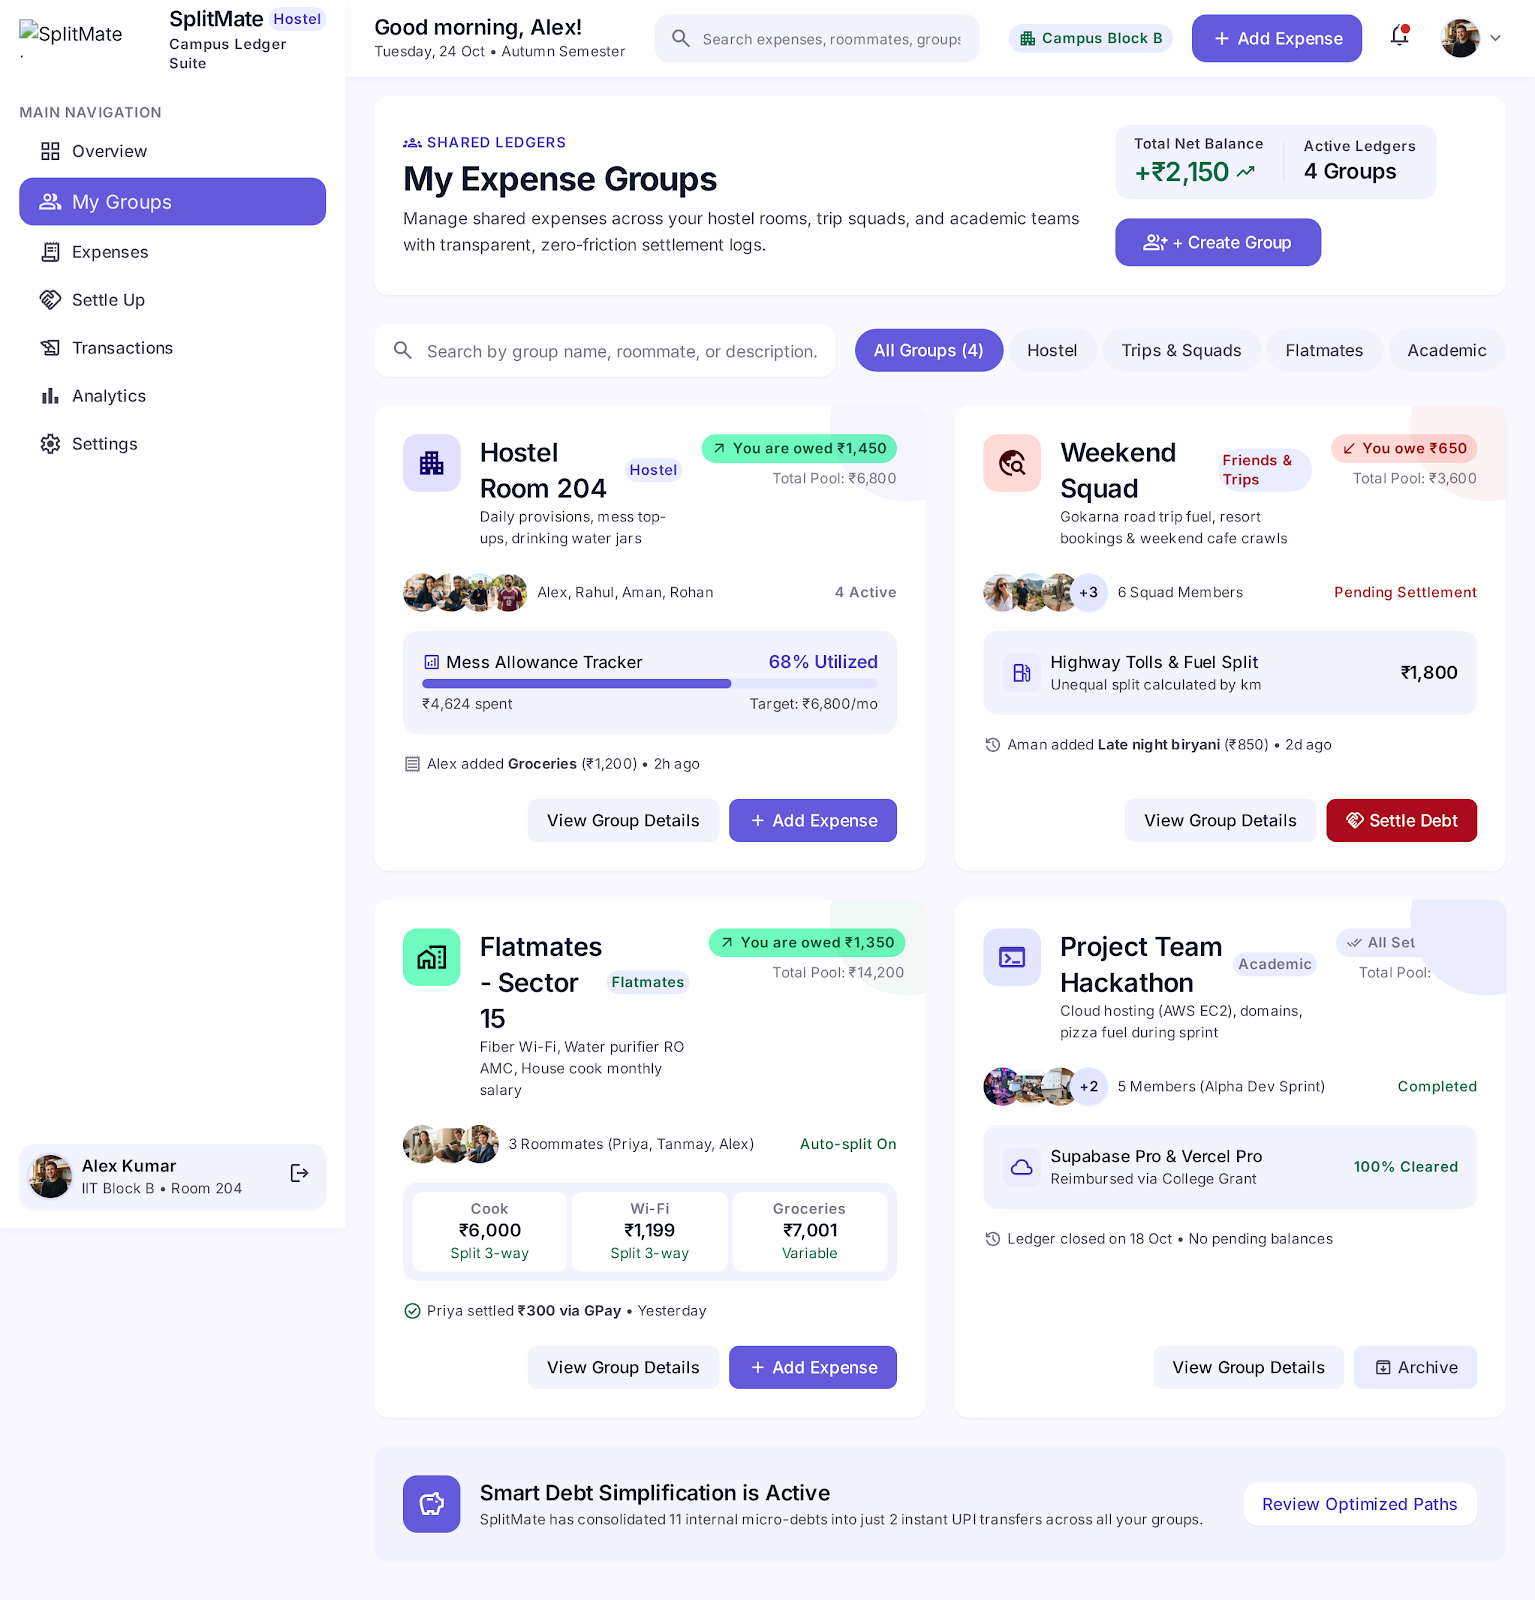 SplitMate
.
SplitMate Hostel
Campus Ledger
Suite
MAIN NAVIGATION
Overview
My Groups
Expenses
Settle Up
Transactions
Analytics
Settings
Alex Kumar
IIT Block B • Room 204
Good morning, Alex!
Tuesday, 24 Oct • Autumn Semester
Search expenses, roommates, groups
Campus Block B
+ Add Expense
SHARED LEDGERS
My Expense Groups
Manage shared expenses across your hostel rooms, trip squads, and academic teams
with transparent, zero-friction settlement logs.
Total Net Balance
+₹2,150
Active Ledgers
4 Groups
+ Create Group
Search by group name, roommate, or description.
All Groups (4)
Hostel
Trips & Squads
Flatmates
Academic
Hostel
Room 204
Hostel
You are owed ₹1,450
Total Pool: ₹6,800
Daily provisions, mess top-
ups, drinking water jars
Alex, Rahul, Aman, Rohan
4 Active
Mess Allowance Tracker
68% Utilized
₹4,624 spent
Target: ₹6,800/mo
Alex added Groceries (₹1,200) • 2h ago
View Group Details
+ Add Expense
Weekend
Squad
Friends &
Trips
You owe ₹650
Total Pool: ₹3,600
Gokarna road trip fuel, resort
bookings & weekend cafe crawls
+3
6 Squad Members
Pending Settlement
Highway Tolls & Fuel Split
Unequal split calculated by km
₹1,800
Aman added Late night biryani (₹850) • 2d ago
View Group Details
Settle Debt
Flatmates
- Sector
15
Flatmates
You are owed ₹1,350
Total Pool: ₹14,200
Fiber Wi-Fi, Water purifier RO
AMC, House cook monthly
salary
3 Roommates (Priya, Tanmay, Alex)
Auto-split On
Cook
₹6,000
Split 3-way
Wi-Fi
₹1,199
Split 3-way
Groceries
₹7,001
Variable
Priya settled ₹300 via GPay • Yesterday
View Group Details
+ Add Expense
Project Team
Hackathon
Academic
All Set
Total Pool:
Cloud hosting (AWS EC2), domains,
pizza fuel during sprint
+2
5 Members (Alpha Dev Sprint)
Completed
Supabase Pro & Vercel Pro
Reimbursed via College Grant
100% Cleared
Ledger closed on 18 Oct • No pending balances
View Group Details
Archive
Smart Debt Simplification is Active
SplitMate has consolidated 11 internal micro-debts into just 2 instant UPI transfers across all your groups.
Review Optimized Paths